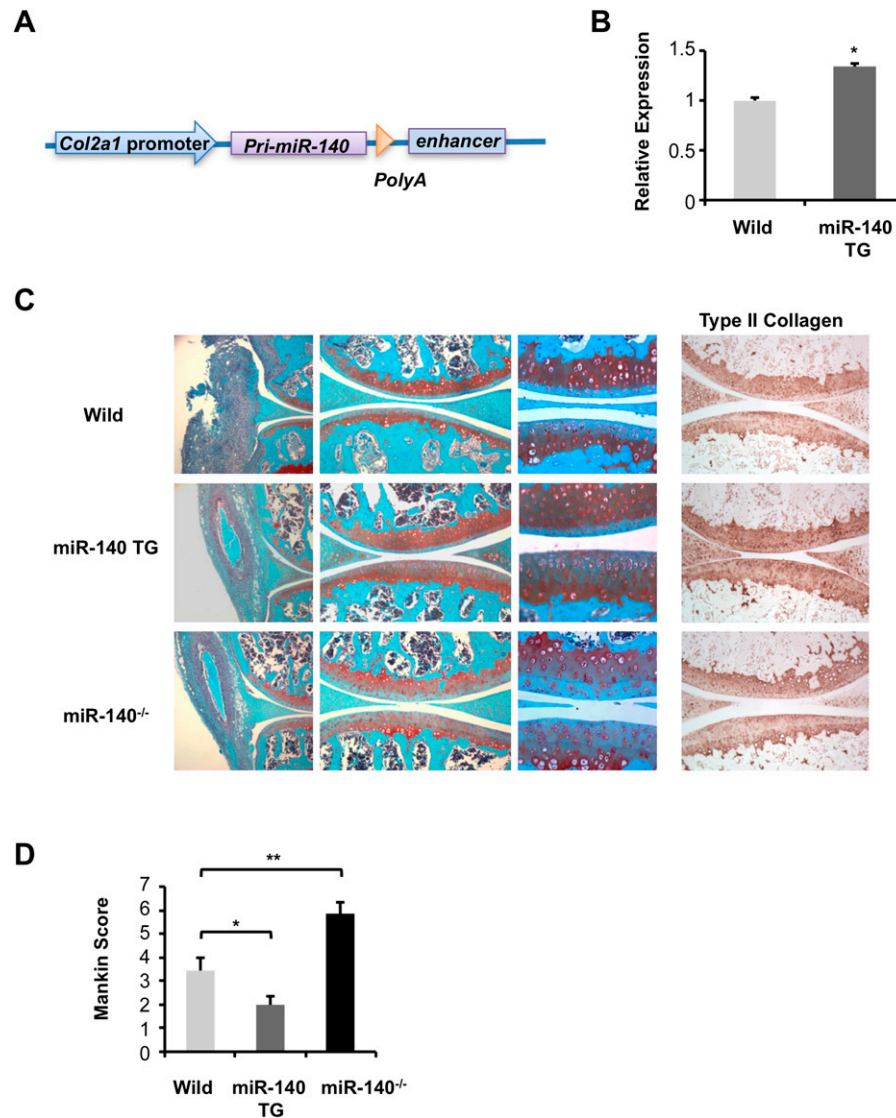 A
Col2a1 promoter
Pri-miR-140
enhancer
PolyA
B
Relative Expression
1.5
1
0.5
0
*
Wild
miR-140
TG
C
Type II Collagen
Wild
miR-140 TG
miR-140-/-
D
Mankin Score
7
6
5
4
3
2
1
0
**
*
Wild
miR-140
TG
miR-140-/-